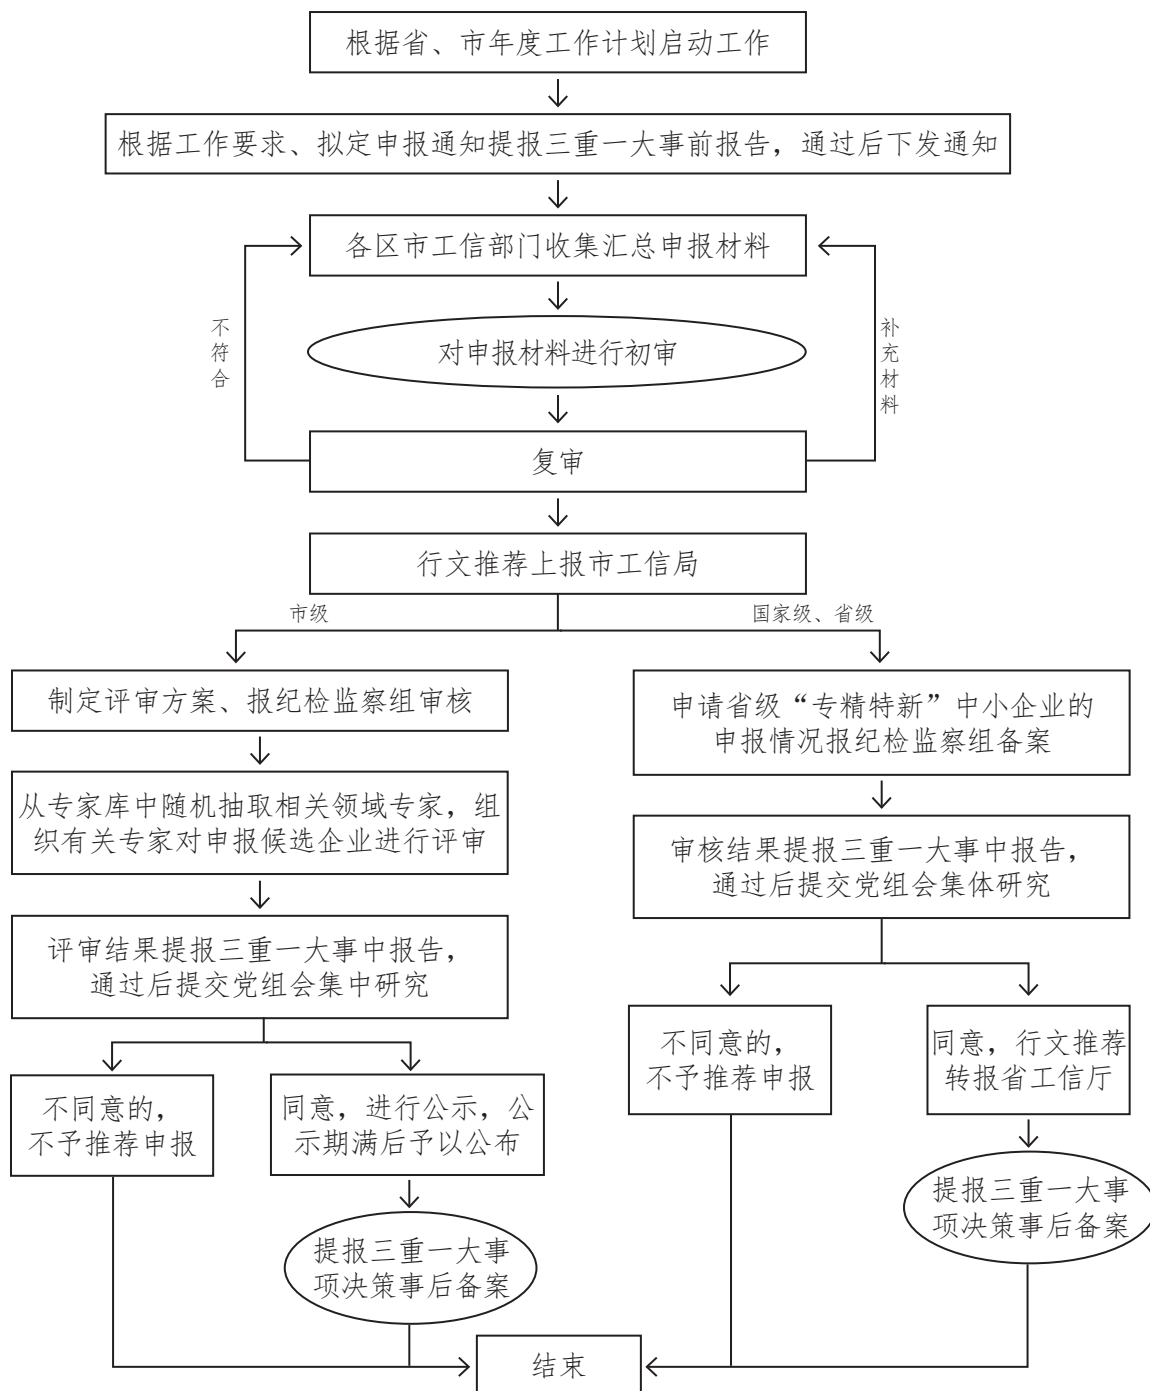 根据省、市年度工作计划启动工作
根据工作要求、拟定申报通知提报三重一大事前报告，通过后下发通知
各区市工信部门收集汇总申报材料
不符合
补充材料
对申报材料进行初审
复审
行文推荐上报市工信局
市级
国家级、省级
制定评审方案、报纪检监察组审核
申请省级“专精特新”中小企业的
申报情况报纪检监察组备案
从专家库中随机抽取相关领域专家，组
织有关专家对申报候选企业进行评审
审核结果提报三重一大事中报告，
通过后提交党组会集体研究
评审结果提报三重一大事中报告，
通过后提交党组会集中研究
不同意的，
不予推荐申报
同意，行文推荐
转报省工信厅
不同意的，
不予推荐申报
同意，进行公示，公
示期满后予以公布
提报三重一大事
项决策事后备案
提报三重一大事
项决策事后备案
结束